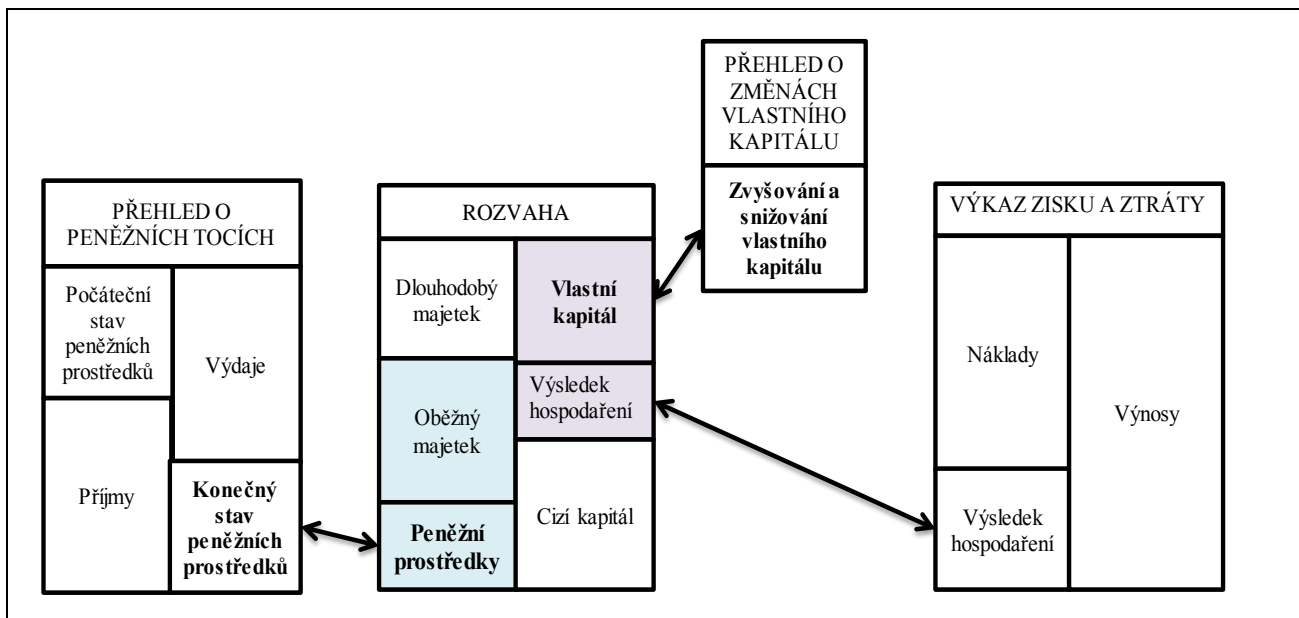 PŘEHLED O
ZMĚNÁCH
VLASTNÍHO
KAPITÁLU
Zvyšování a
snižování
vlastního
kapitálu
PŘEHLED O
PENĚŽNÍCH TOCÍCH
Počáteční
stav
peněžních
prostředků
Výdaje
Příjmy
Konečný
stav
peněžních
prostředků
ROZVAHA
Dlouhodobý
majetek
Vlastní
kapitál
Oběžný
majetek
Výsledek
hospodaření
Peněžní
prostředky
Cizí kapitál
VÝKAZ ZISKU A ZTRÁTY
Náklady
Výnosy
Výsledek
hospodaření